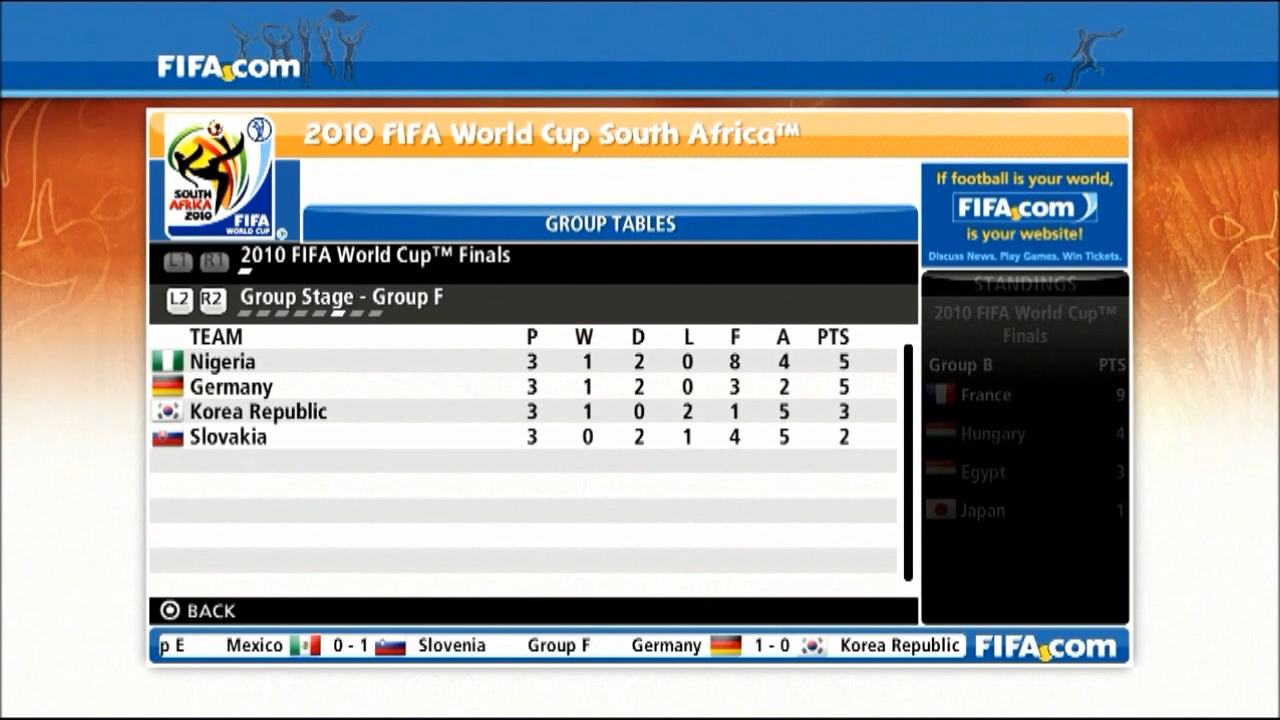 FIFA.com
2010 FIFA World Cup South Africa™
SOUTH
AFRICA
2010
FIFA
WORLD CUP
GROUP TABLES
If football is your world,
FIFA.com
is your website!
Discuss News. Play Games. Win Tickets.
L1 R1 2010 FIFA World Cup™ Finals
L2 R2 Group Stage - Group F
TEAM P W D L F A PTS
Nigeria 3 1 2 0 8 4 5
Germany 3 1 2 0 3 2 5
Korea Republic 3 1 0 2 1 5 3
Slovakia 3 0 2 1 4 5 2
STANDINGS
2010 FIFA World Cup™
Finals
Group B PTS
France 9
Hungary 4
Egypt 3
Japan 1
BACK
p E Mexico 0 - 1 Slovenia Group F Germany 1 - 0 Korea Republic FIFA.com